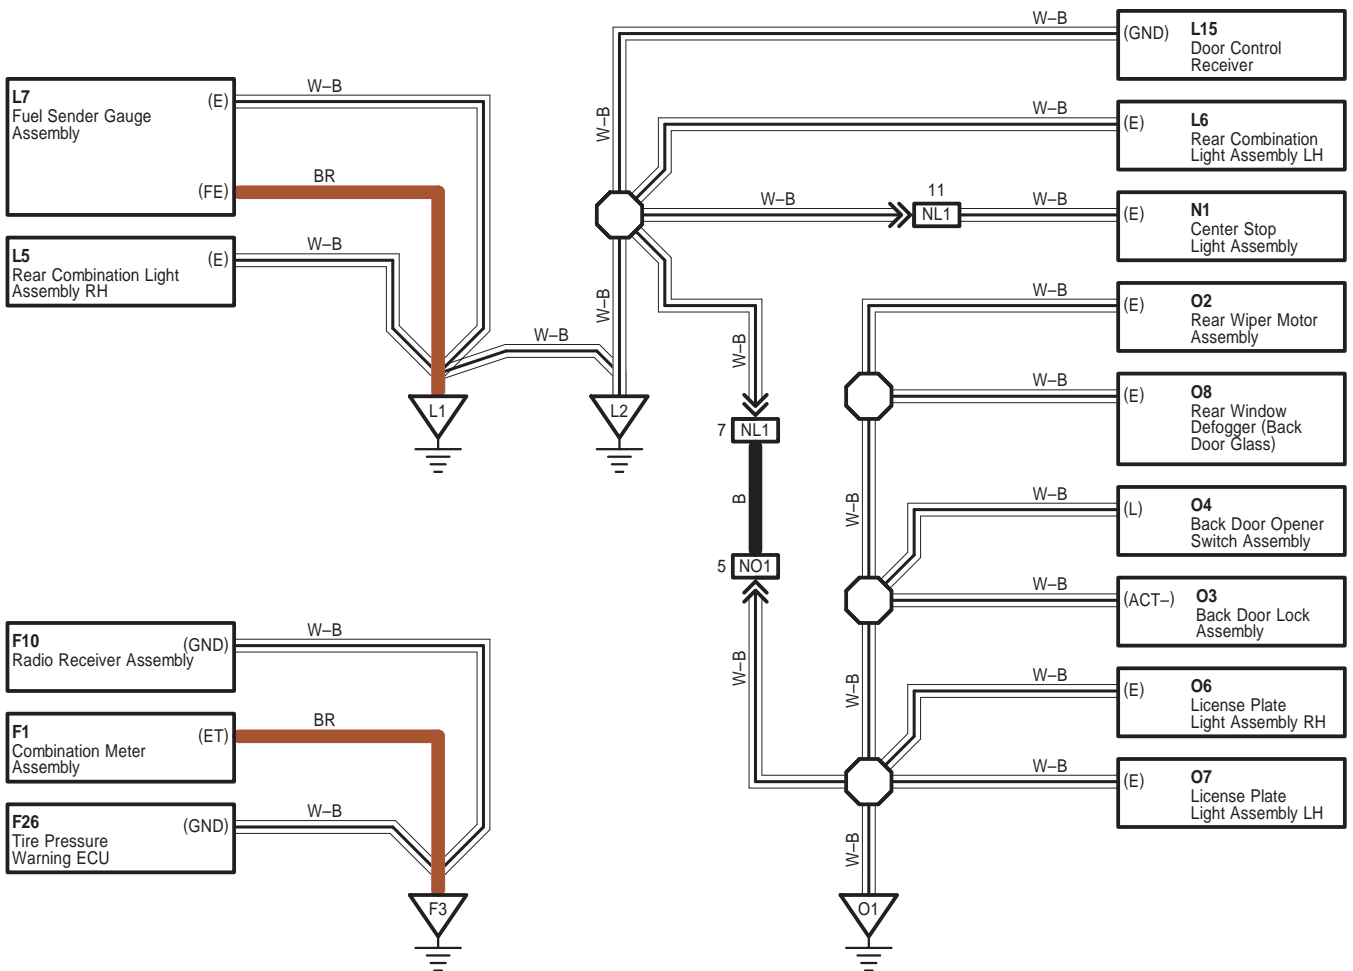 L7
Fuel Sender Gauge
Assembly
(E)
W–B
(FE)
BR
L5
Rear Combination Light
Assembly RH
(E)
W–B
W–B
L1
L2
W–B
W–B
W–B
(GND)
L15
Door Control
Receiver
W–B
(E)
L6
Rear Combination
Light Assembly LH
W–B
11
NL1
W–B
(E)
N1
Center Stop
Light Assembly
W–B
(E)
O2
Rear Wiper Motor
Assembly
W–B
7
NL1
B
5
NO1
W–B
W–B
(E)
O8
Rear Window
Defogger (Back
Door Glass)
W–B
W–B
(L)
O4
Back Door Opener
Switch Assembly
W–B
(ACT–)
O3
Back Door Lock
Assembly
W–B
W–B
(E)
O6
License Plate
Light Assembly RH
W–B
(E)
O7
License Plate
Light Assembly LH
W–B
O1
F10
Radio Receiver Assembly
(GND)
W–B
F1
Combination Meter
Assembly
(ET)
BR
F26
Tire Pressure
Warning ECU
(GND)
W–B
F3